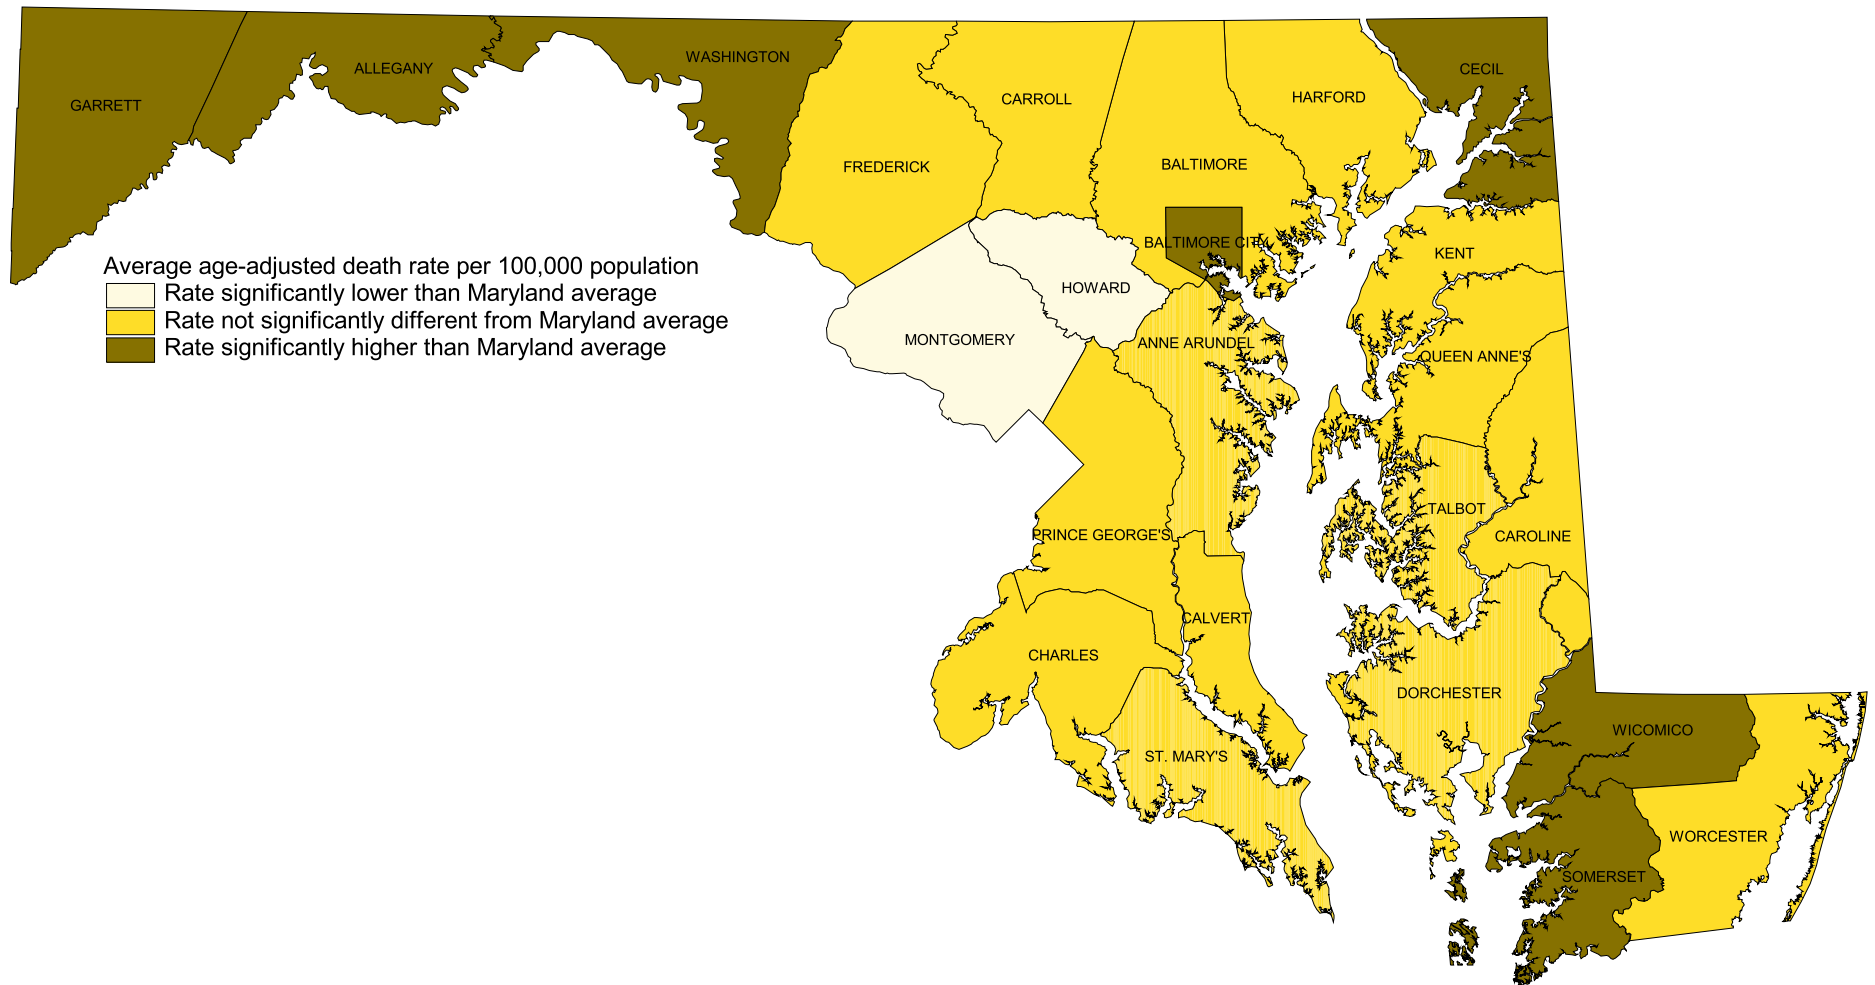 WASHINGTON
ALLEGANY
CECIL
GARRETT
CARROLL
HARFORD
FREDERICK
BALTIMORE
BALTIMORE CITY
KENT
Average age-adjusted death rate per 100,000 population
Rate significantly lower than Maryland average
Rate not significantly different from Maryland average
Rate significantly higher than Maryland average
HOWARD
MONTGOMERY
ANNE ARUNDEL
QUEEN ANNE'S
TALBOT
PRINCE GEORGE'S
CAROLINE
CALVERT
CHARLES
DORCHESTER
WICOMICO
ST. MARY'S
WORCESTER
SOMERSET